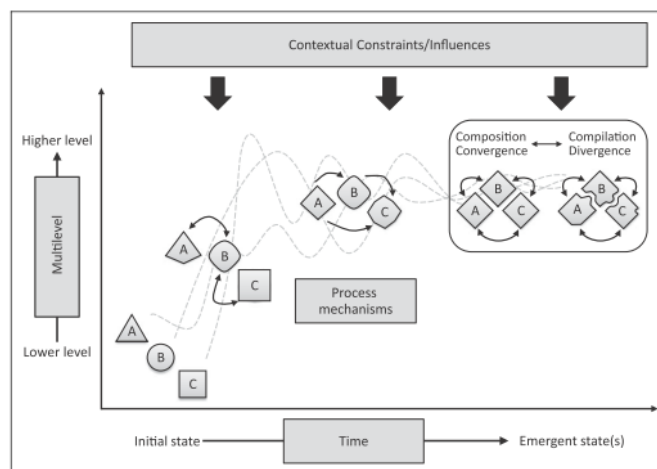 Contextual Constraints/Influences
Higher level
Multilevel
Lower level
Composition
Convergence
Compilation
Divergence
A
B
C
A
B
C
A
B
C
A
B
C
A
B
C
Process
mechanisms
Initial state
Time
Emergent state(s)